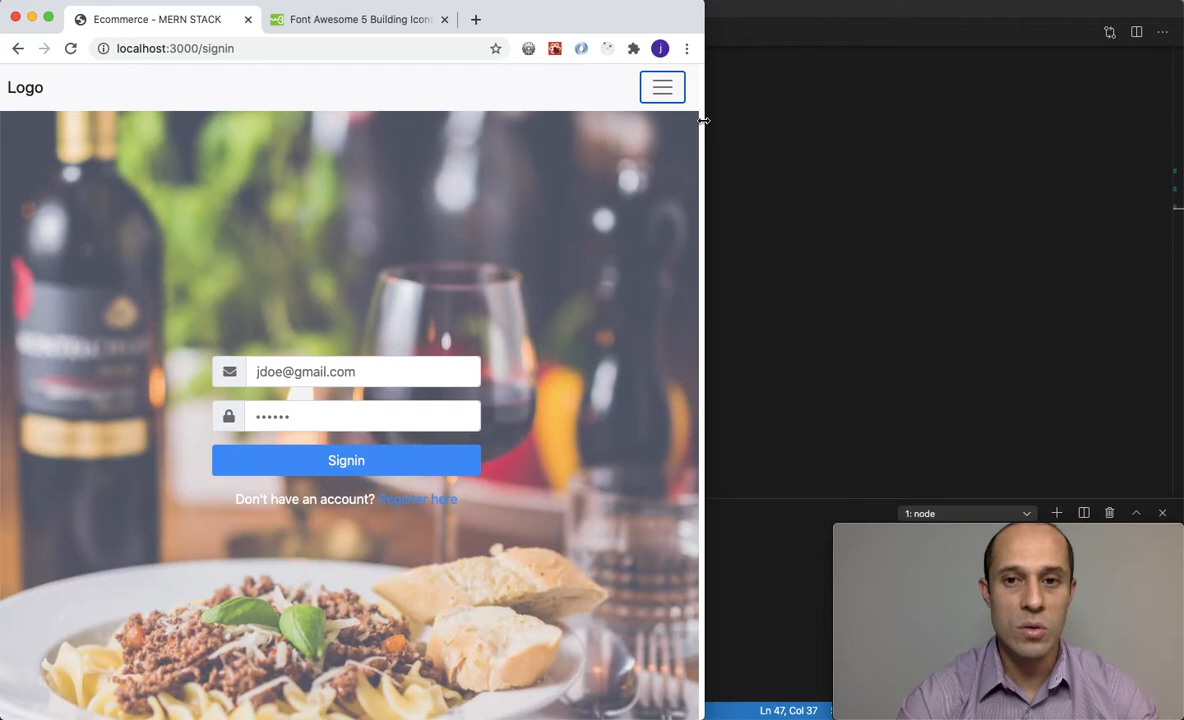 Ecommerce - MERN STACK
Font Awesome 5 Building Icons
localhost:3000/signin
j
Logo
jdoe@gmail.com
••••••
Signin
Don't have an account? Register here
1: node
Ln 47, Col 37